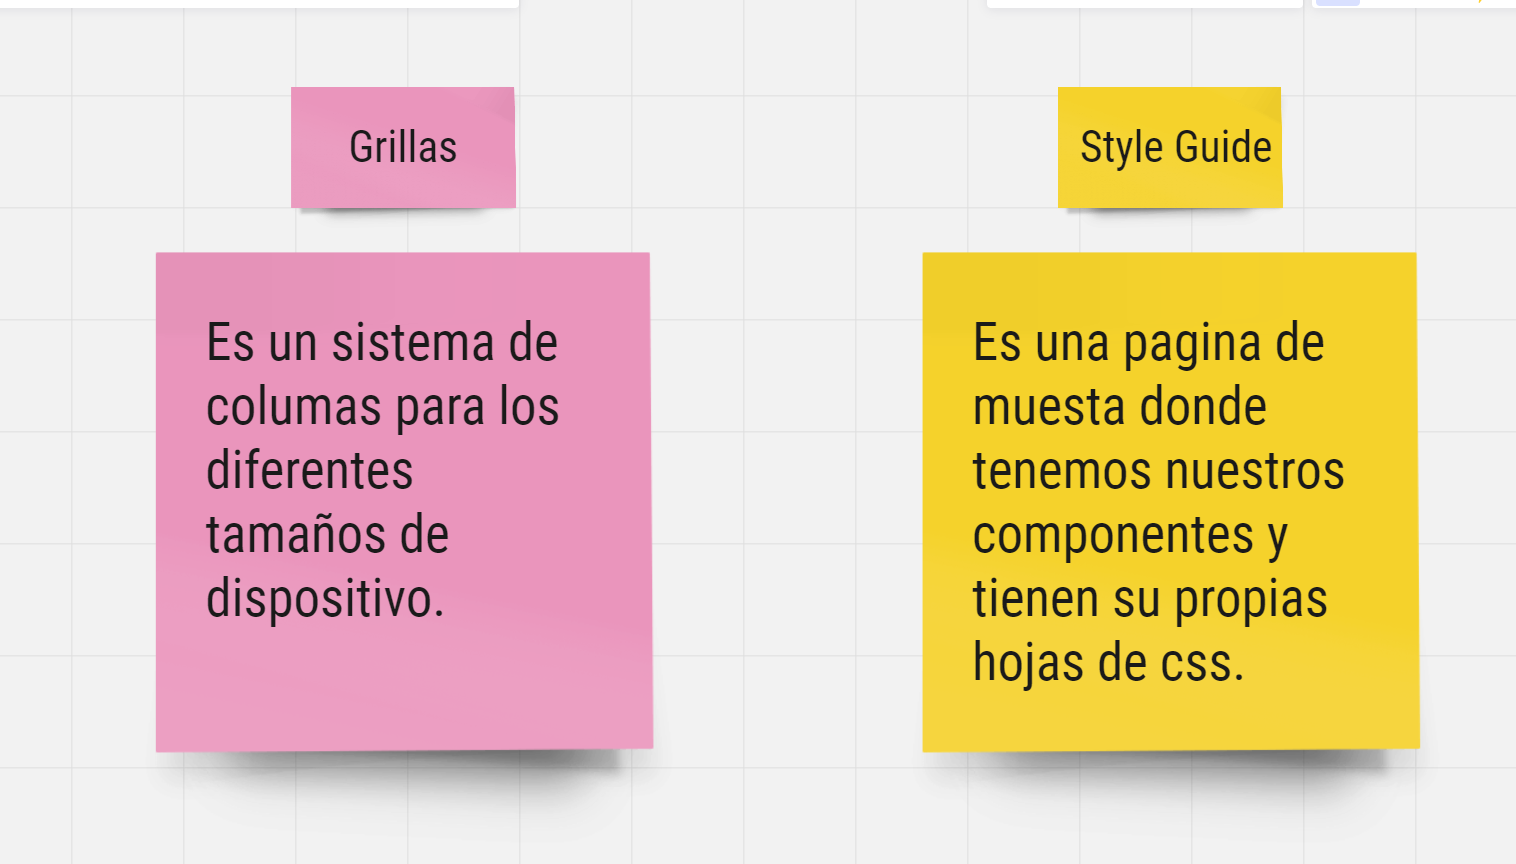 Grillas
Es un sistema de
columas para los
diferentes
tamaños de
dispositivo.
Style Guide
Es una pagina de
muesta donde
tenemos nuestros
componentes y
tienen su propias
hojas de css.